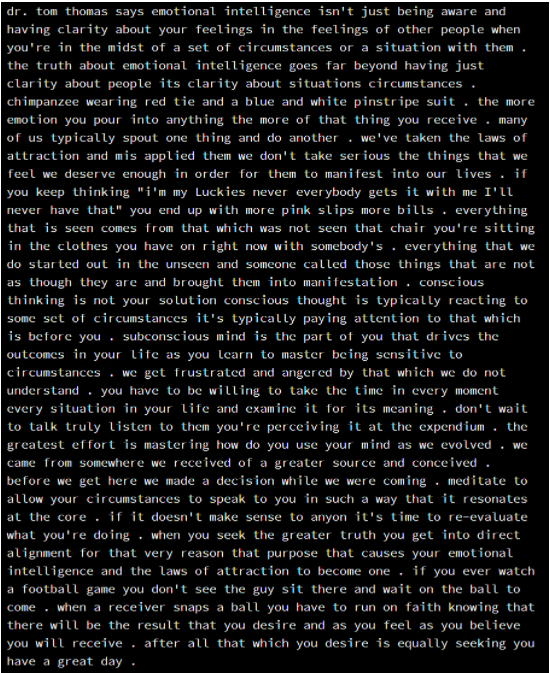 dr. tom thomas says emotional intelligence isn't just being aware and
having clarity about your feelings in the feelings of other people when
you're in the midst of a set of circumstances or a situation with them .
the truth about emotional intelligence goes far beyond having just
clarity about people its clarity about situations circumstances .
chimpanzee wearing red tie and a blue and white pinstripe suit . the more
emotion you pour into anything the more of that thing you receive . many
of us typically spout one thing and do another . we've taken the laws of
attraction and mis applied them we don't take serious the things that we
feel we deserve enough in order for them to manifest into our lives . if
you keep thinking "i'm my Luckies never everybody gets it with me I'll
never have that" you end up with more pink slips more bills . everything
that is seen comes from that which was not seen that chair you're sitting
in the clothes you have on right now with somebody's . everything that we
do started out in the unseen and someone called those things that are not
as though they are and brought them into manifestation . conscious
thinking is not your solution conscious thought is typically reacting to
some set of circumstances it's typically paying attention to that which
is before you . subconscious mind is the part of you that drives the
outcomes in your life as you learn to master being sensitive to
circumstances . we get frustrated and angered by that which we do not
understand . you have to be willing to take the time in every moment
every situation in your life and examine it for its meaning . don't wait
to talk truly listen to them you're perceiving it at the expendium . the
greatest effort is mastering how do you use your mind as we evolved . we
came from somewhere we received of a greater source and conceived .
before we get here we made a decision while we were coming . meditate to
allow your circumstances to speak to you in such a way that it resonates
at the core . if it doesn't make sense to anyon it's time to re-evaluate
what you're doing . when you seek the greater truth you get into direct
alignment for that very reason that purpose that causes your emotional
intelligence and the laws of attraction to become one . if you ever watch
a football game you don't see the guy sit there and wait on the ball to
come . when a receiver snaps a ball you have to run on faith knowing that
there will be the result that you desire and as you feel as you believe
you will receive . after all that which you desire is equally seeking you
have a great day .